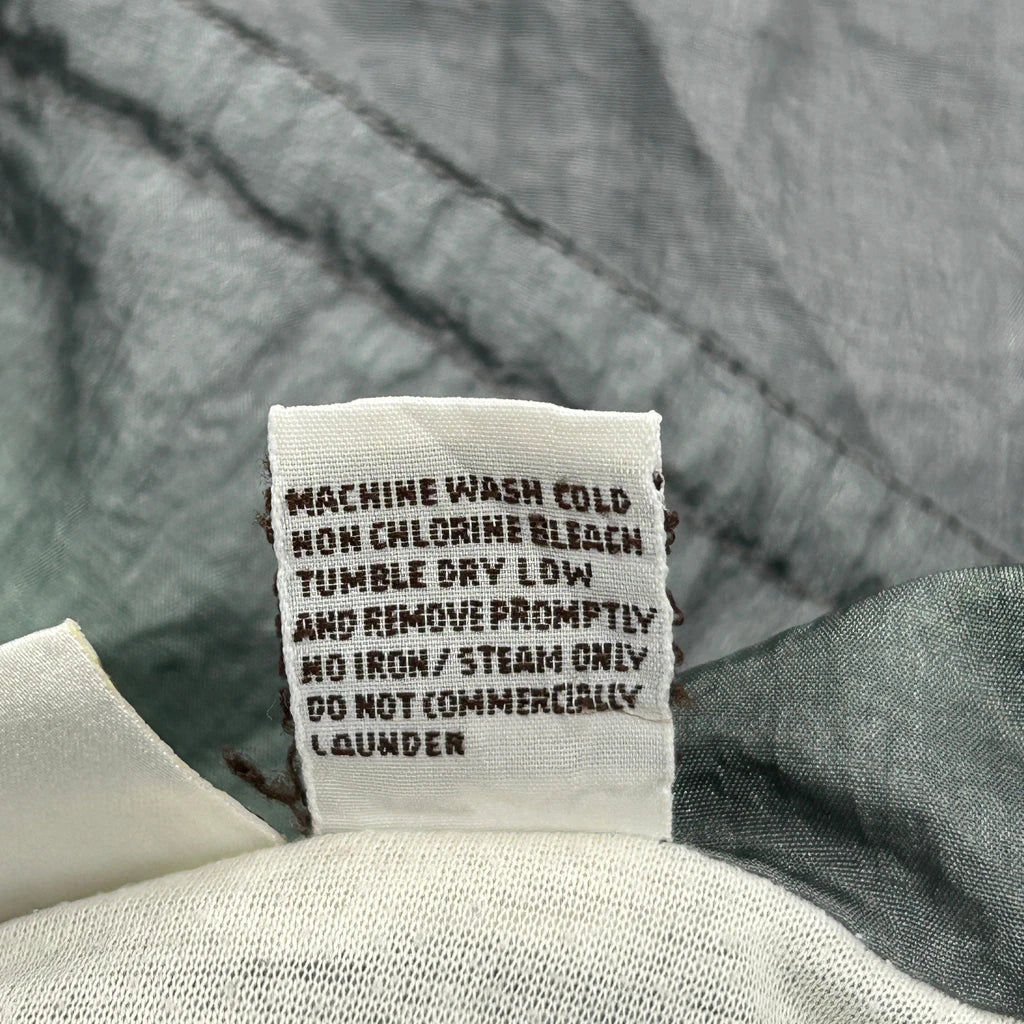 MACHINE WASH COLD
NON CHLORINE BLEACH
TUMBLE DRY LOW
AND REMOVE PROMPTLY
NO IRON/STEAM ONLY
DO NOT COMMERCIALLY
LAUNDER